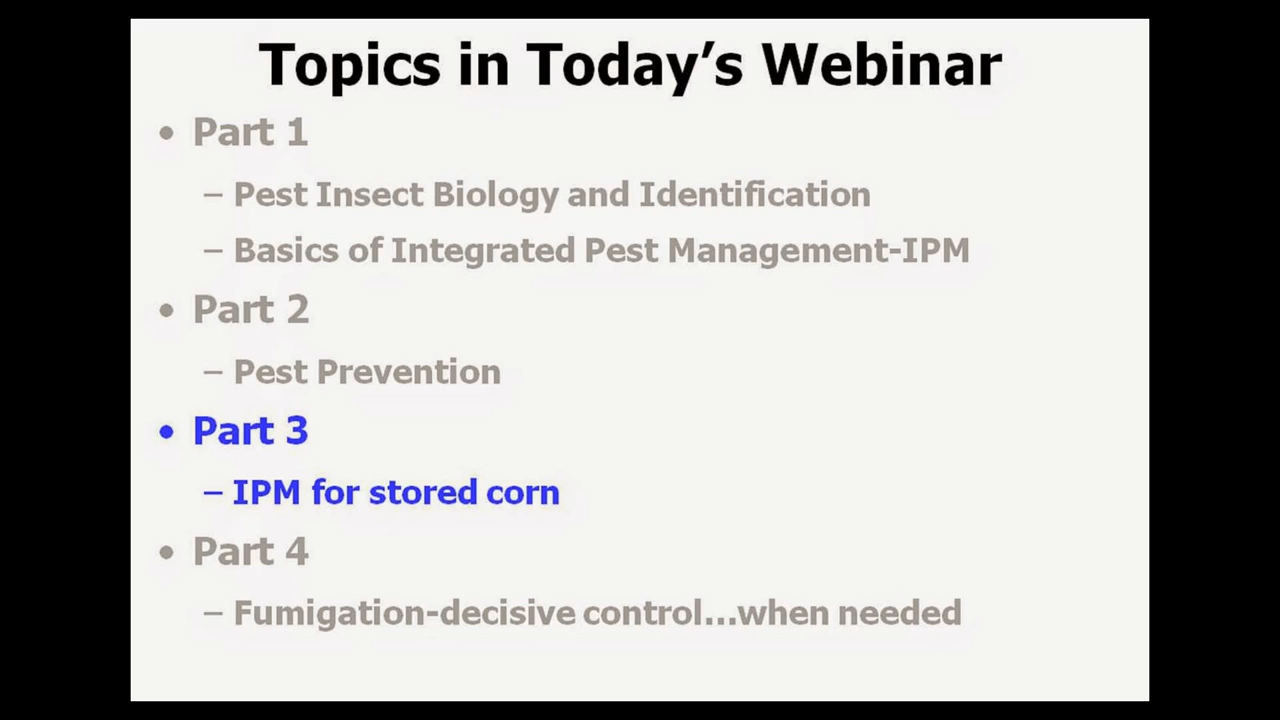 Topics in Today’s Webinar
• Part 1
– Pest Insect Biology and Identification
– Basics of Integrated Pest Management-IPM
• Part 2
– Pest Prevention
• Part 3
– IPM for stored corn
• Part 4
– Fumigation-decisive control...when needed